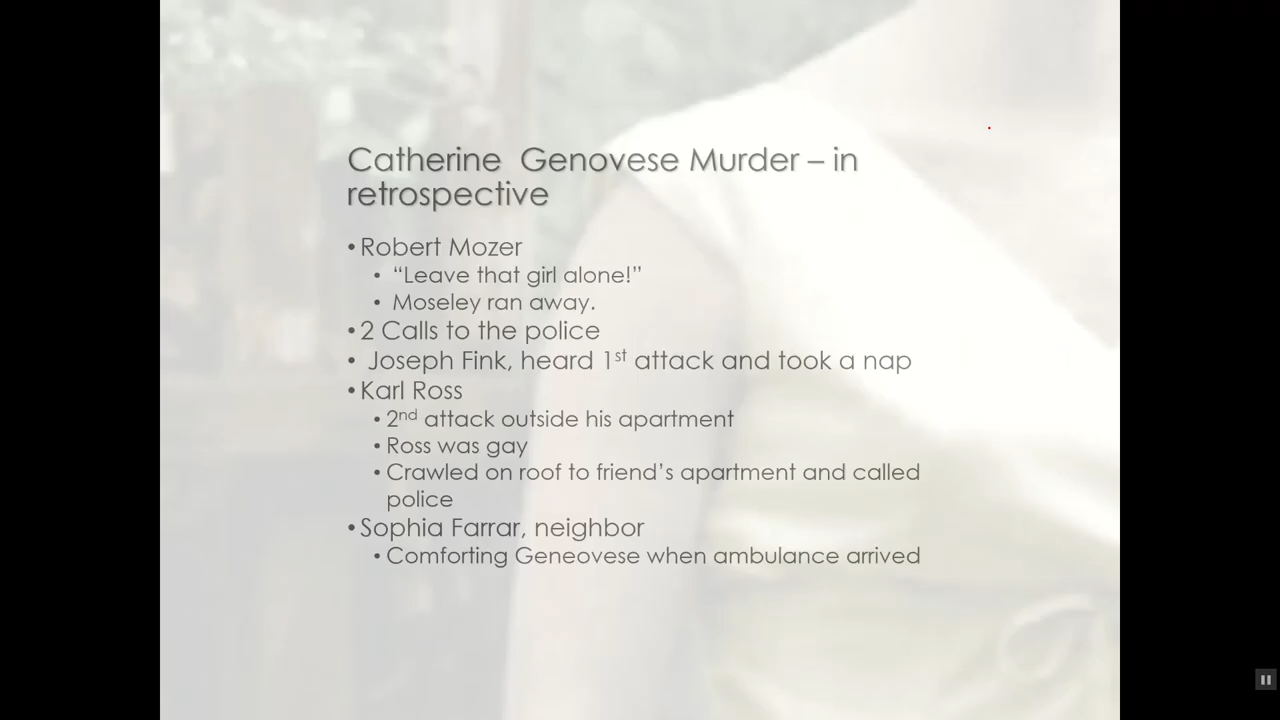 Catherine  Genovese Murder – in
retrospective
• Robert Mozer
• “Leave that girl alone!”
• Moseley ran away.
• 2 Calls to the police
• Joseph Fink, heard 1st attack and took a nap
• Karl Ross
• 2nd attack outside his apartment
• Ross was gay
• Crawled on roof to friend’s apartment and called
police
• Sophia Farrar, neighbor
• Comforting Geneovese when ambulance arrived